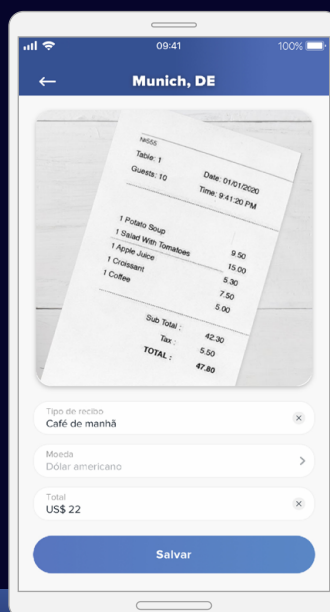 09:41
100%
Munich, DE
№555
Table: 1
Date: 01/01/2020
Guests: 10
Time: 9:41:20 PM
1 Potato Soup 9.50
1 Salad With Tomatoes 15.00
1 Apple Juice 5.30
1 Croissant 7.50
1 Coffee 5.00
Sub Total : 42.30
Tax : 5.50
TOTAL : 47.80
Tipo de recibo
Café de manhã
Moeda
Dólar americano
Total
US$ 22
Salvar